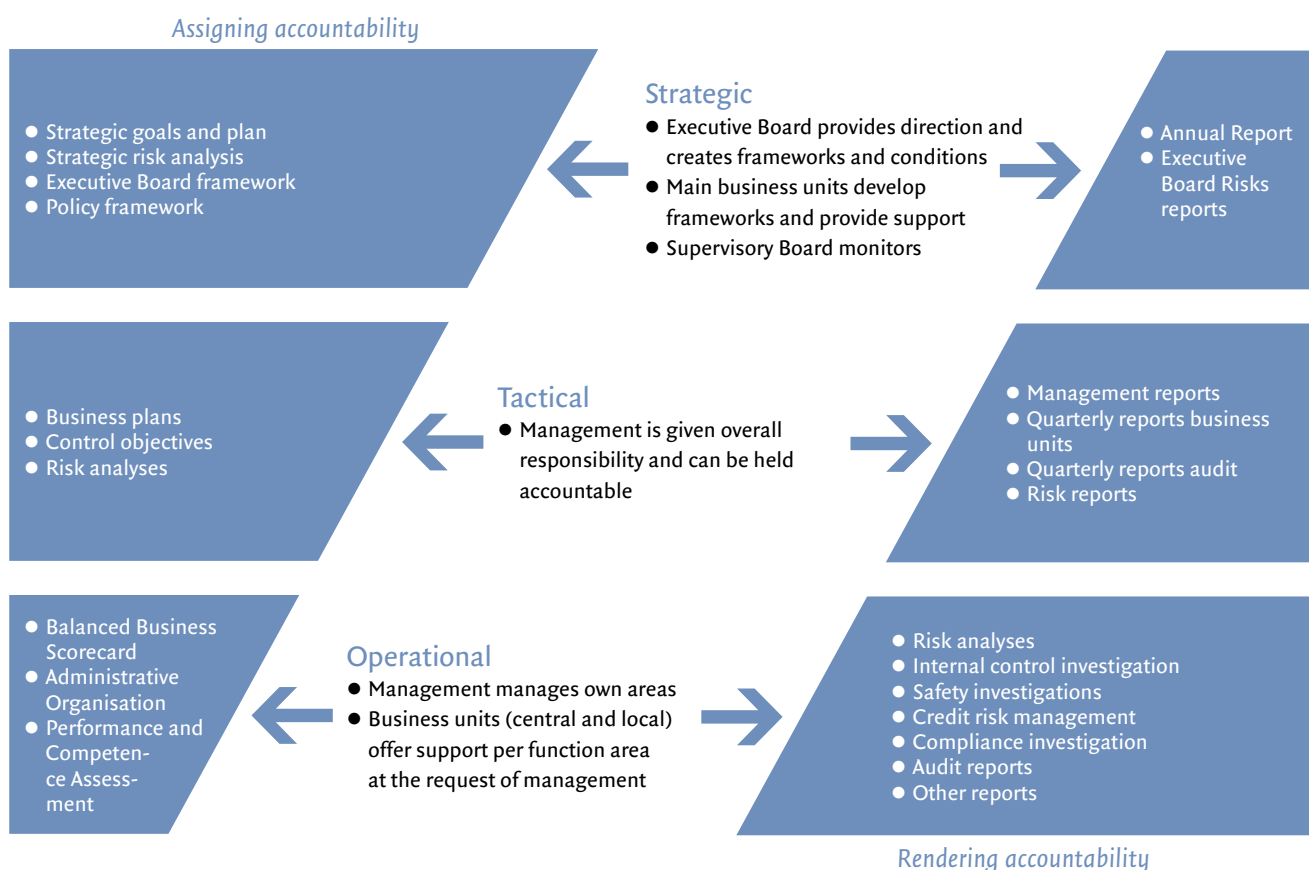 Assigning accountability
● Strategic goals and plan
● Strategic risk analysis
● Executive Board framework
● Policy framework
Strategic
● Executive Board provides direction and
creates frameworks and conditions
● Main business units develop
frameworks and provide support
● Supervisory Board monitors
● Annual Report
● Executive
Board Risks
reports
● Business plans
● Control objectives
● Risk analyses
Tactical
● Management is given overall
responsibility and can be held
accountable
● Management reports
● Quarterly reports business
units
● Quarterly reports audit
● Risk reports
● Balanced Business
Scorecard
● Administrative
Organisation
● Performance and
Competen-
ce Assess-
ment
Operational
● Management manages own areas
● Business units (central and local)
offer support per function area
at the request of management
● Risk analyses
● Internal control investigation
● Safety investigations
● Credit risk management
● Compliance investigation
● Audit reports
● Other reports
Rendering accountability